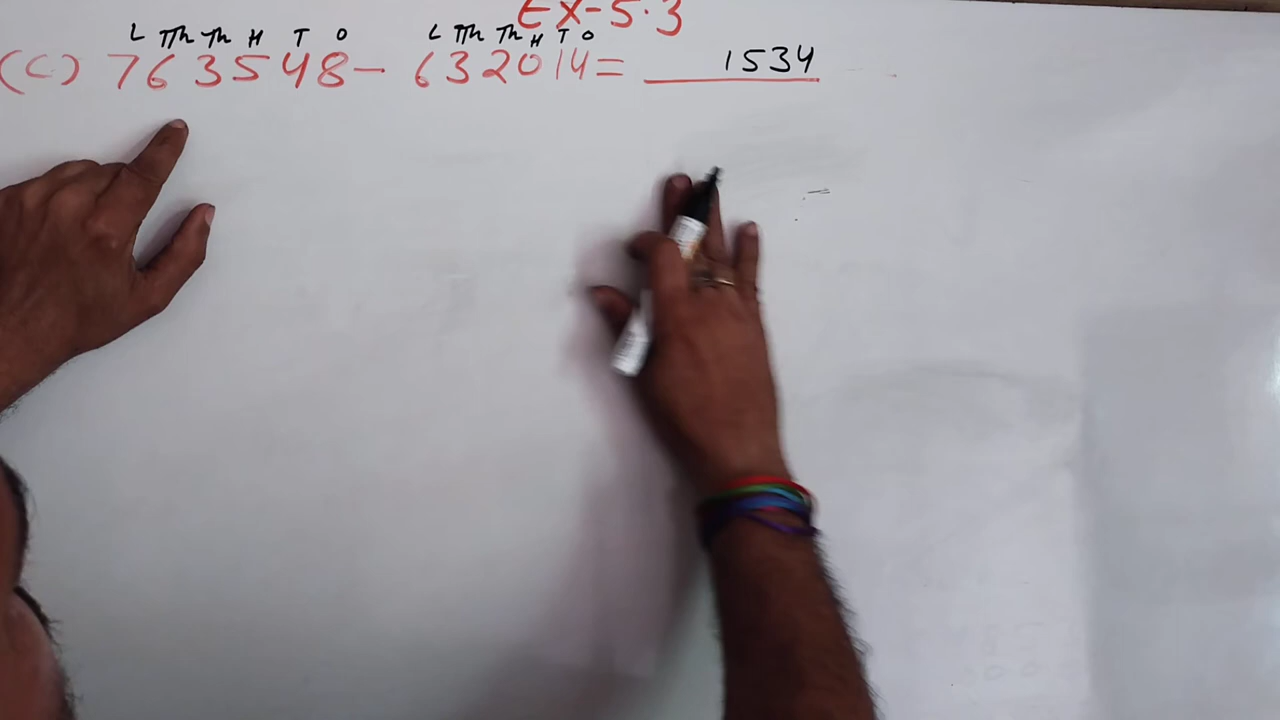 EX-5.3
L TTh Th H T O L TTh Th H T O
(C) 763548- 632014= 1534